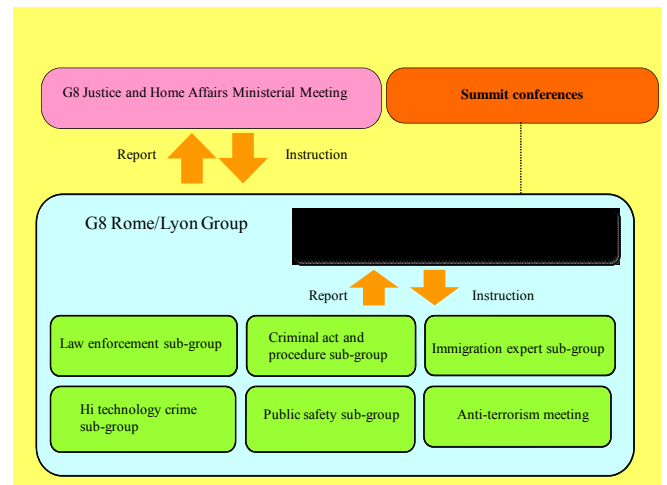 G8 Justice and Home Affairs Ministerial Meeting
Summit conferences
Report
Instruction
G8 Rome/Lyon Group
Report
Instruction
Law enforcement sub-group
Criminal act and
procedure sub-group
Immigration expert sub-group
Hi technology crime
sub-group
Public safety sub-group
Anti-terrorism meeting